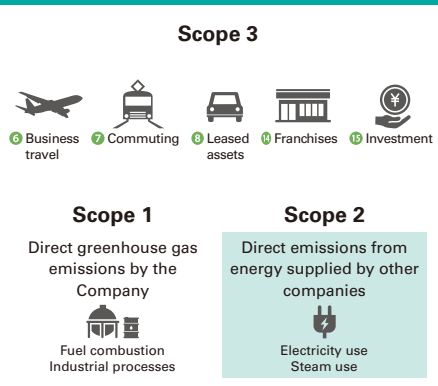 Scope 3
6 Business travel
7 Commuting
8 Leased assets
14 Franchises
15 Investment
¥
Scope 1
Direct greenhouse gas
emissions by the
Company
Fuel combustion
Industrial processes
Scope 2
Direct emissions from
energy supplied by other
companies
Electricity use
Steam use